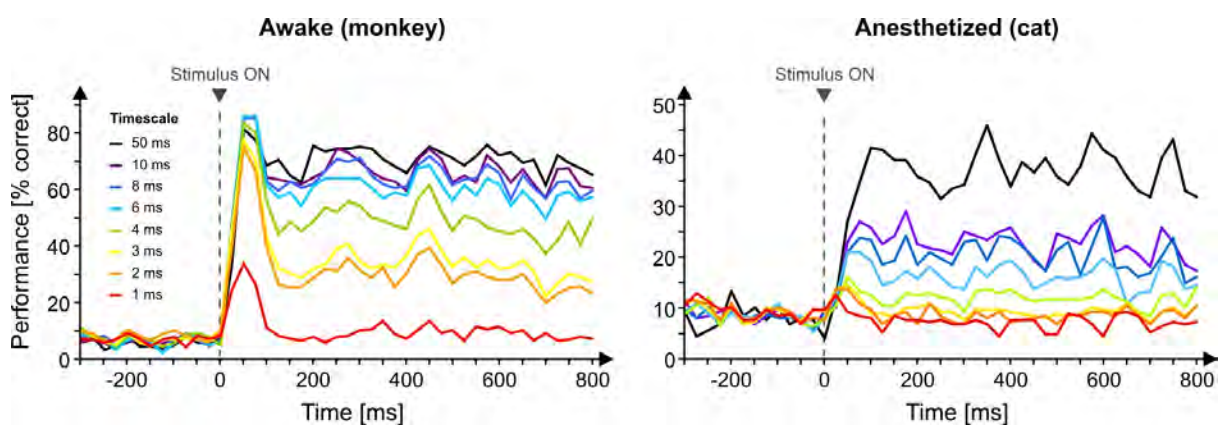 Awake (monkey)
Stimulus ON
Timescale
50 ms
10 ms
8 ms
6 ms
4 ms
3 ms
2 ms
1 ms
Performance [% correct]
80
60
40
20
0
-200 0 200 400 600 800
Time [ms]
Anesthetized (cat)
Stimulus ON
50
40
30
20
10
0
-200 0 200 400 600 800
Time [ms]